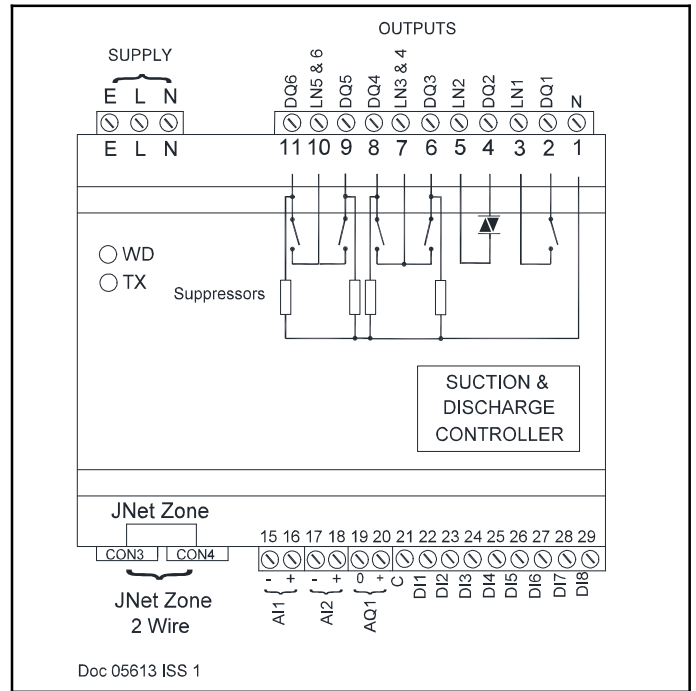 OUTPUTS
SUPPLY
E L N
DQ6 LN5 & 6 DQ5 DQ4 LN3 & 4 DQ3 LN2 DQ2 LN1 DQ1 N
E L N
11 10 9 8 7 6 5 4 3 2 1
WD
TX
Suppressors
SUCTION &
DISCHARGE
CONTROLLER
JNet Zone
15 16 17 18 19 20 21 22 23 24 25 26 27 28 29
CON3 CON4
- + - + 0 + C DI1 DI2 DI3 DI4 DI5 DI6 DI7 DI8
AI1 AI2 AQ1
JNet Zone
2 Wire
Doc 05613 ISS 1